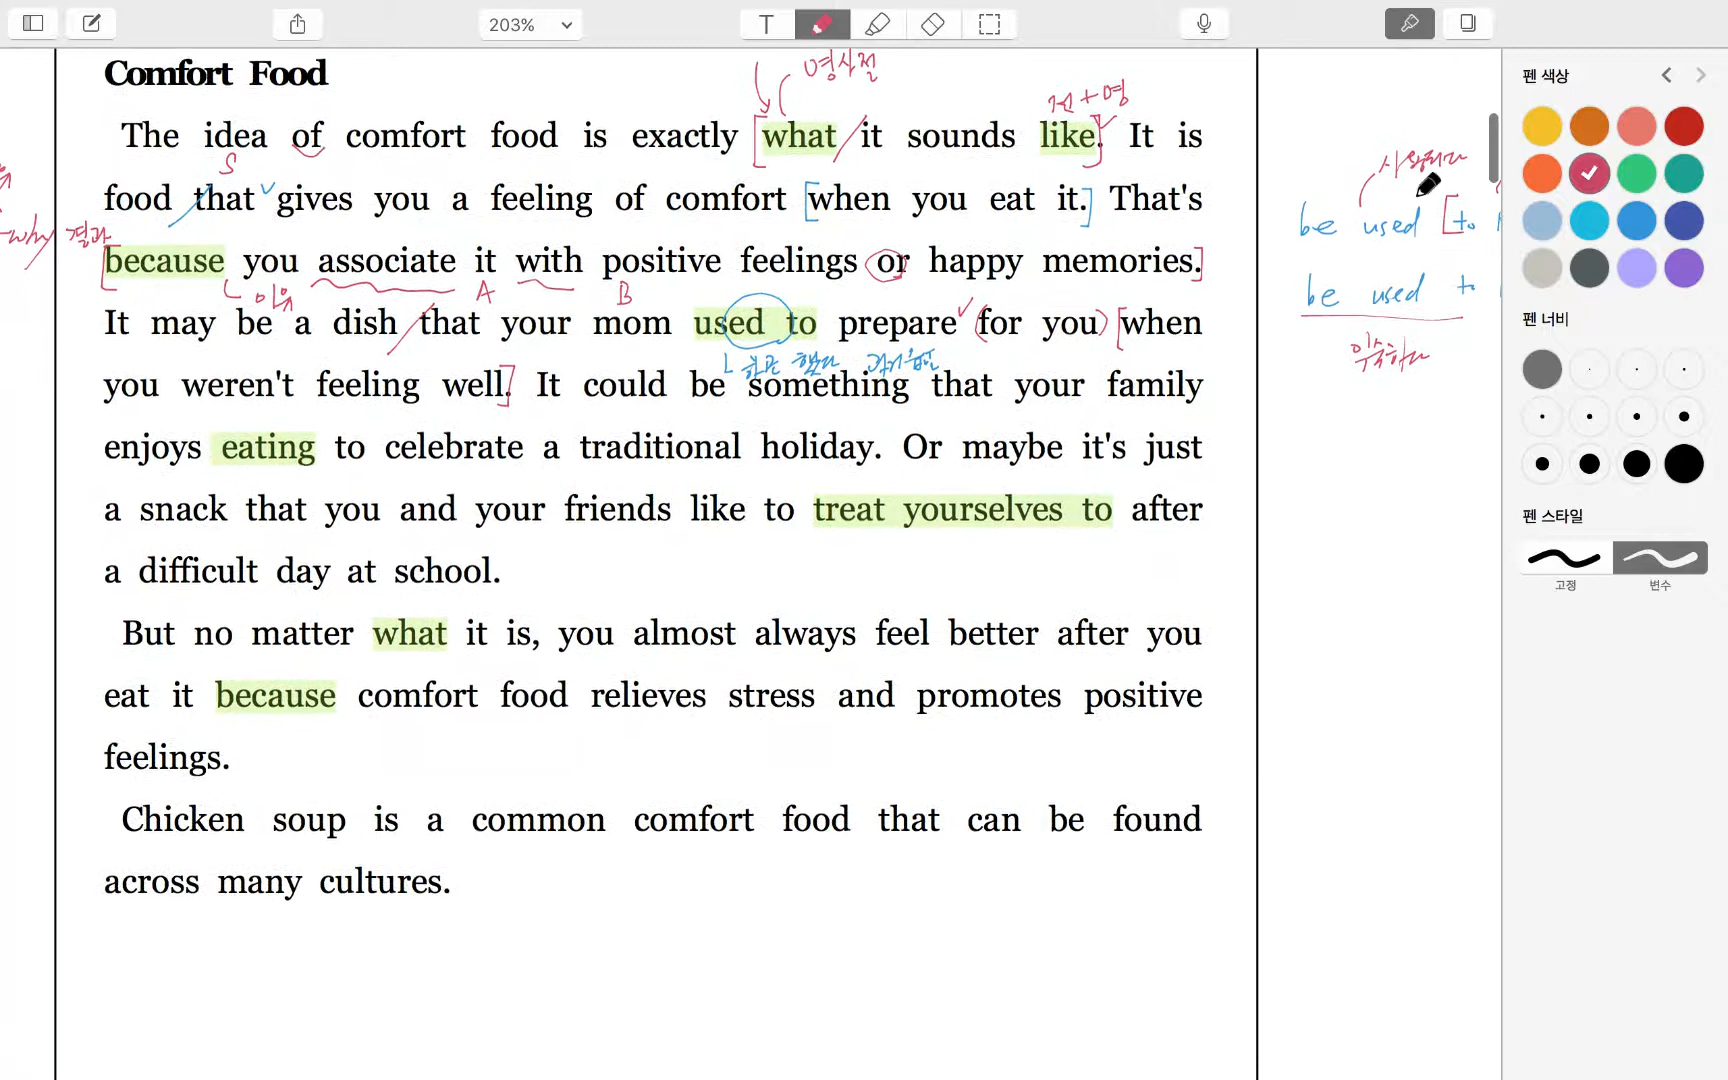 203%
T
펜 색상
펜 너비
펜 스타일
고정
변수
Comfort Food
명사절
전+명
The idea of comfort food is exactly [what it sounds like]. It is
S
food that gives you a feeling of comfort [when you eat it.] That's
why 결과
[because you associate it with positive feelings or happy memories.]
이유
A
B
It may be a dish that your mom used to prepare (for you) [when
하곤 했다 과거습관
you weren't feeling well.] It could be something that your family
enjoys eating to celebrate a traditional holiday. Or maybe it's just
a snack that you and your friends like to treat yourselves to after
a difficult day at school.
But no matter what it is, you almost always feel better after you
eat it because comfort food relieves stress and promotes positive
feelings.
Chicken soup is a common comfort food that can be found
across many cultures.
사용되다
be used [to
be used to
익숙하다